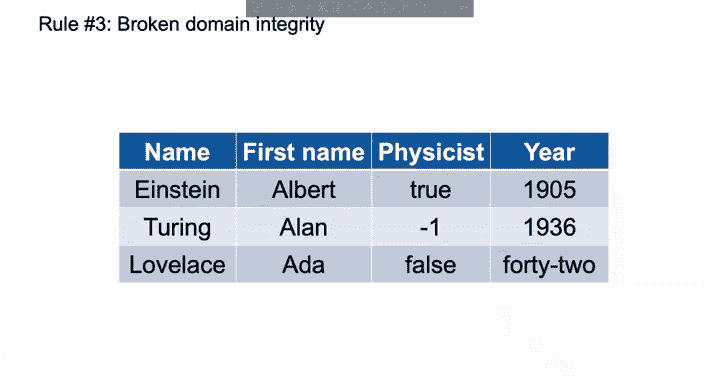 Rule #3: Broken domain integrity
Name First name Physicist Year
Einstein Albert true 1905
Turing Alan -1 1936
Lovelace Ada false forty-two